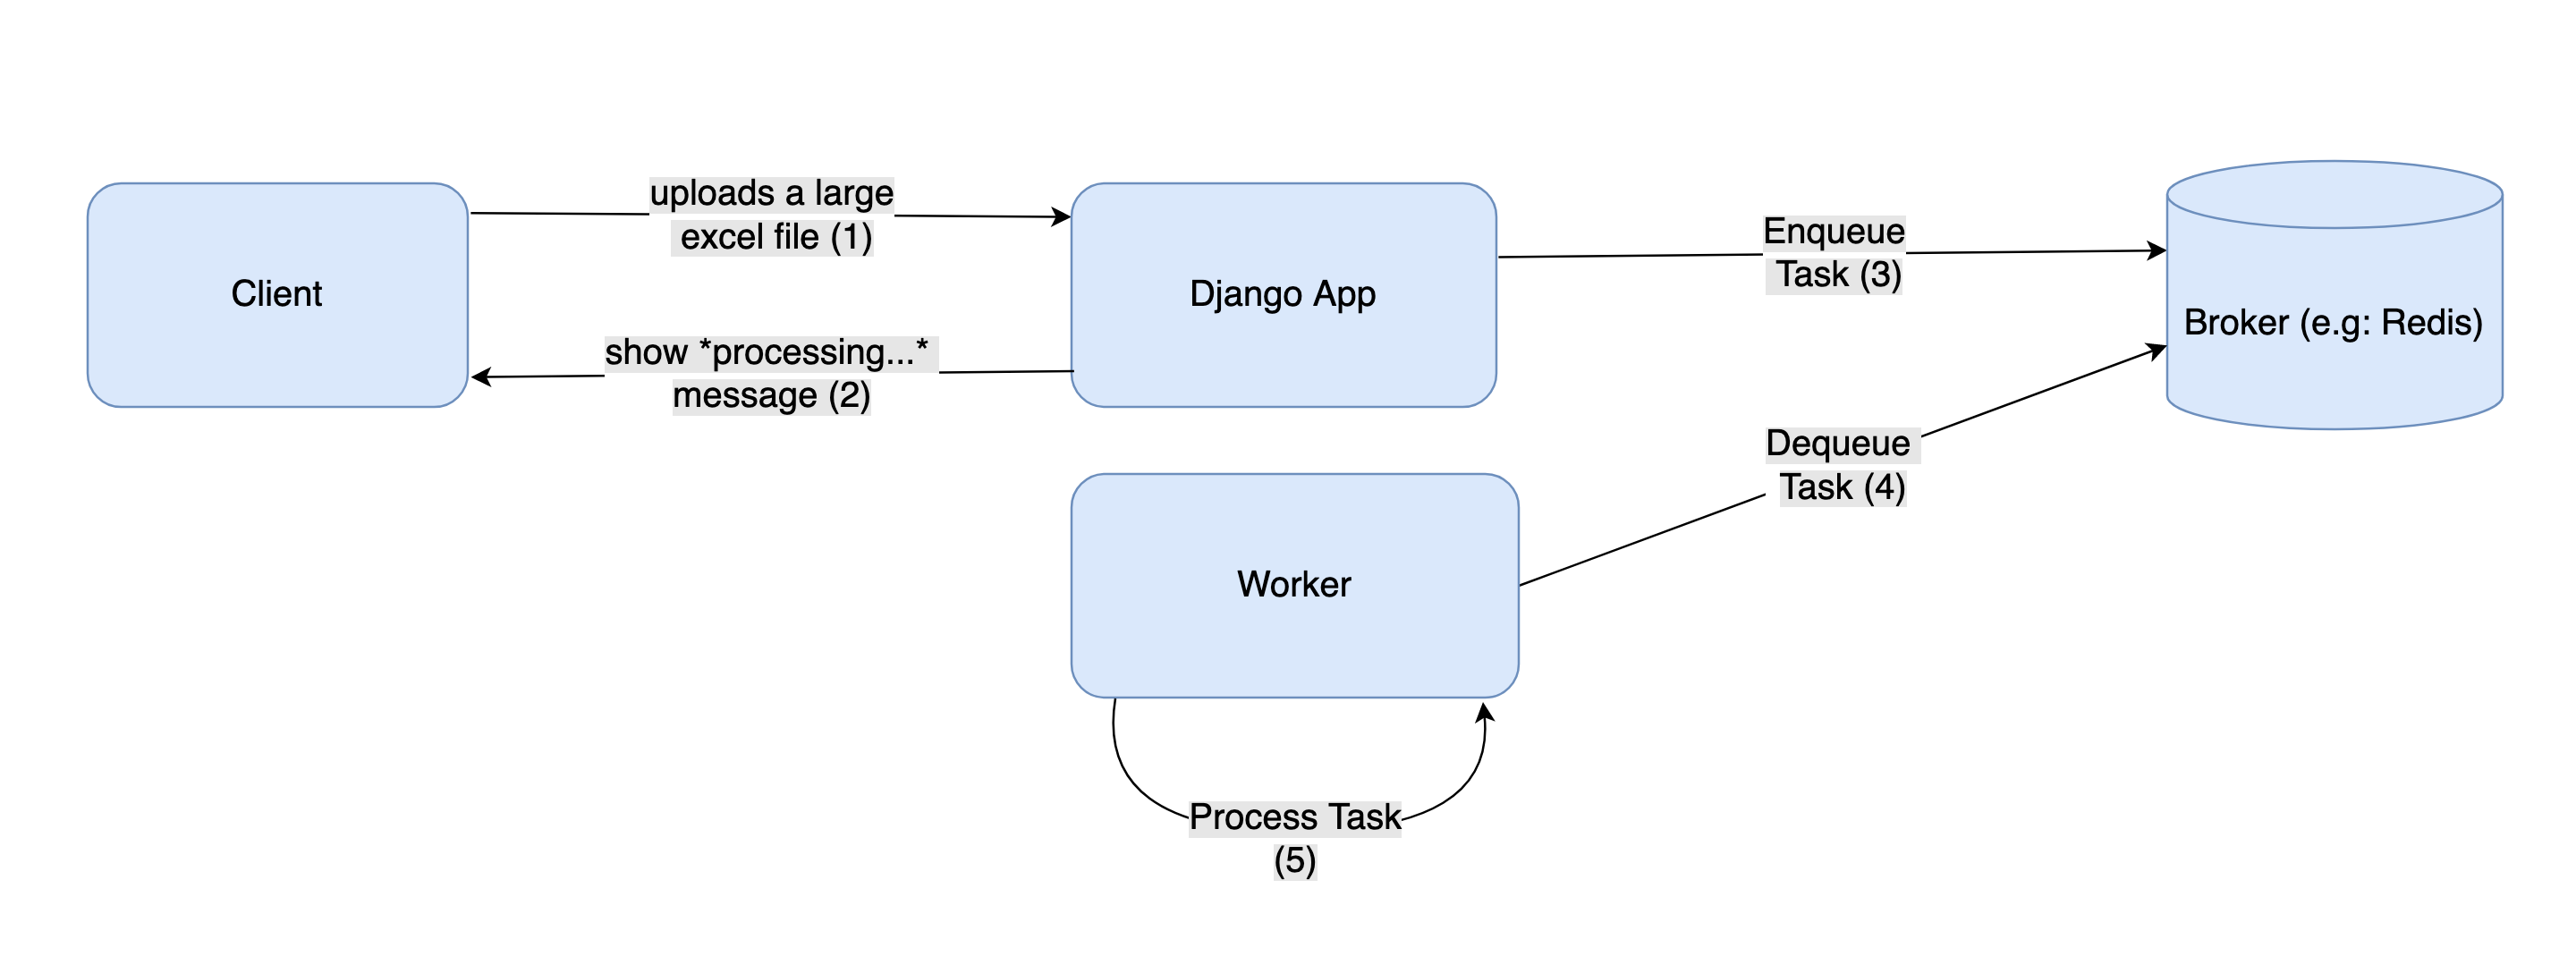 uploads a large
excel file (1)
Client
Django App
Enqueue
Task (3)
Broker (e.g: Redis)
show *processing...*
message (2)
Dequeue
Task (4)
Worker
Process Task
(5)